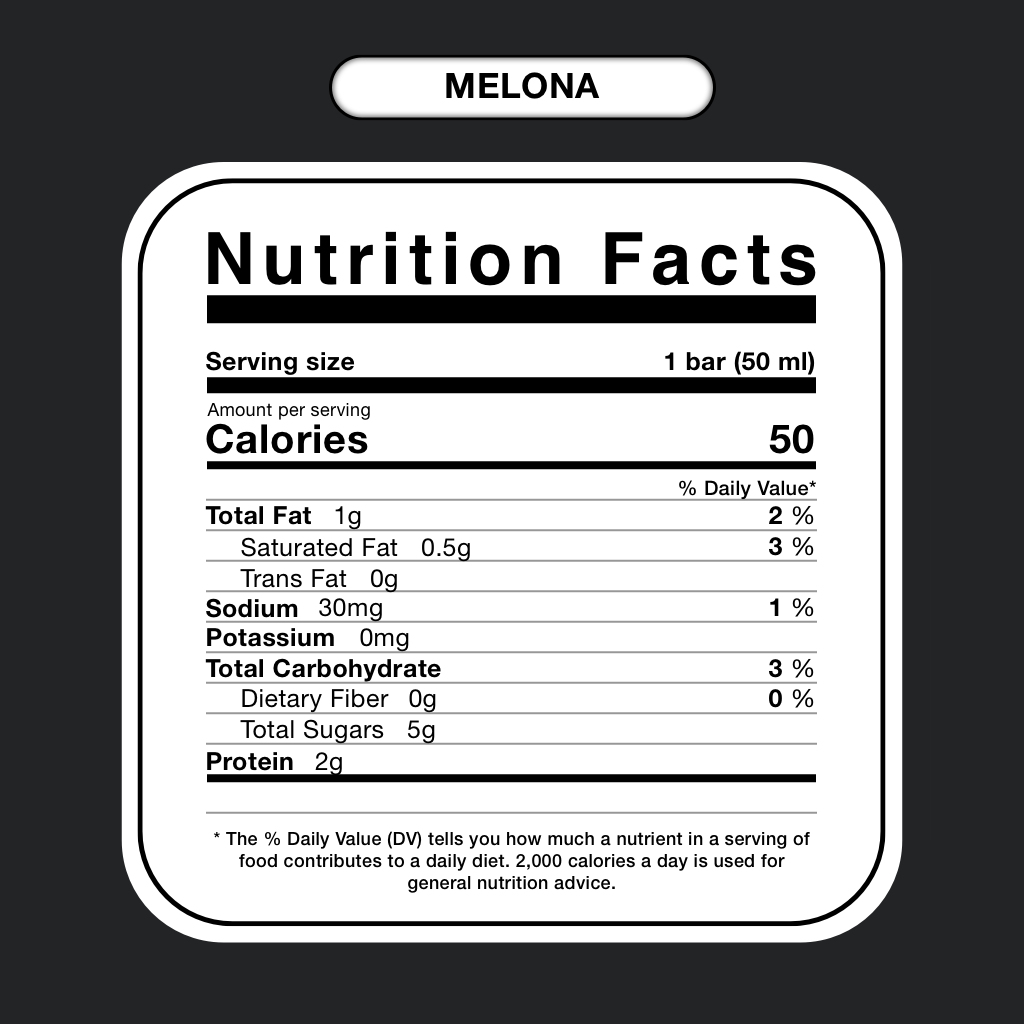 MELONA
Nutrition Facts
Serving size 1 bar (50 ml)
Amount per serving
Calories 50
% Daily Value*
Total Fat 1g 2 %
Saturated Fat 0.5g 3 %
Trans Fat 0g
Sodium 30mg 1 %
Potassium 0mg
Total Carbohydrate 3 %
Dietary Fiber 0g 0 %
Total Sugars 5g
Protein 2g
* The % Daily Value (DV) tells you how much a nutrient in a serving of
food contributes to a daily diet. 2,000 calories a day is used for
general nutrition advice.